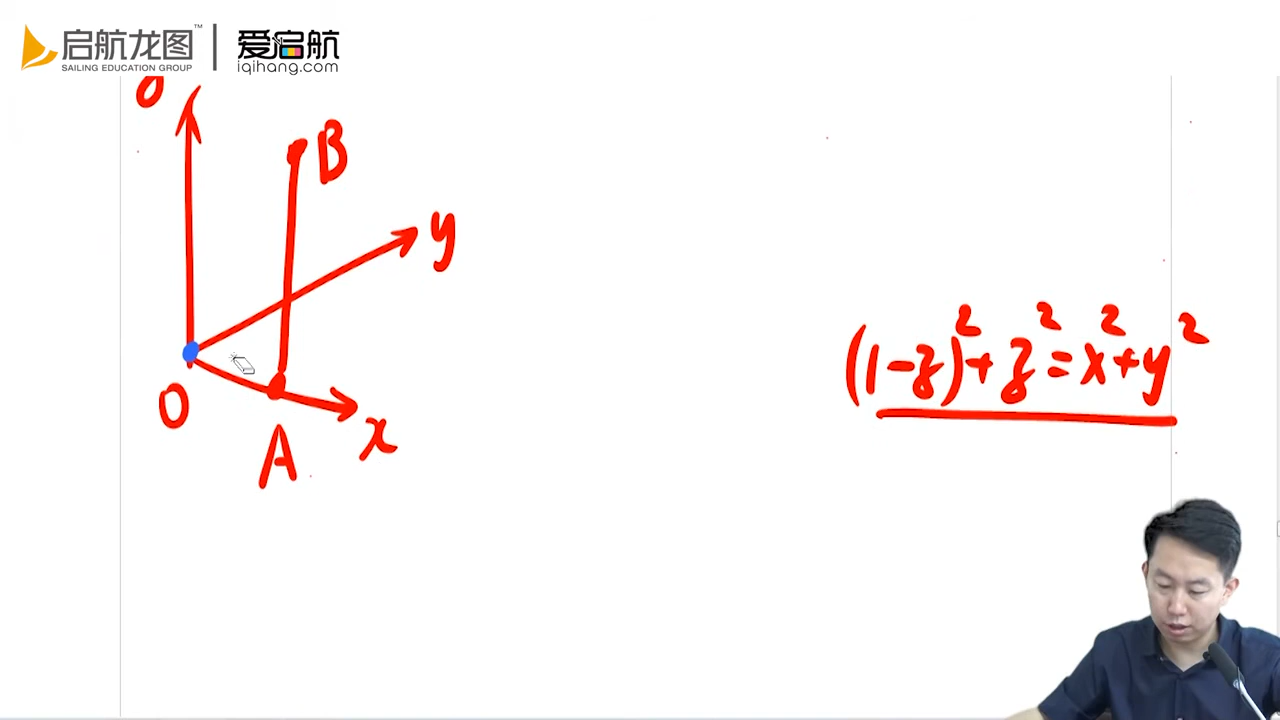 启航龙图™ 爱启航
SAILING EDUCATION GROUP iqihang.com
B
y
(1-z)²+z²=x²+y²
O
x
A